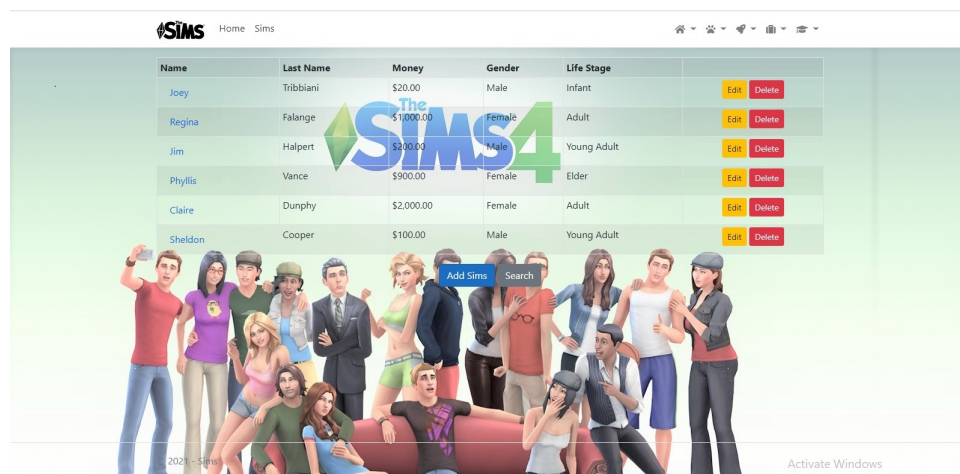 The SIMS Home Sims
Name Last Name Money Gender Life Stage
Joey Tribbiani $20.00 Male Infant Edit Delete
Regina Falange $1,000.00 Female Adult Edit Delete
Jim Halpert $200.00 Male Young Adult Edit Delete
Phyllis Vance $900.00 Female Elder Edit Delete
Claire Dunphy $2,000.00 Female Adult Edit Delete
Sheldon Cooper $100.00 Male Young Adult Edit Delete
The SIMS 4
Add Sims Search
© 2021 - Sims
Activate Windows